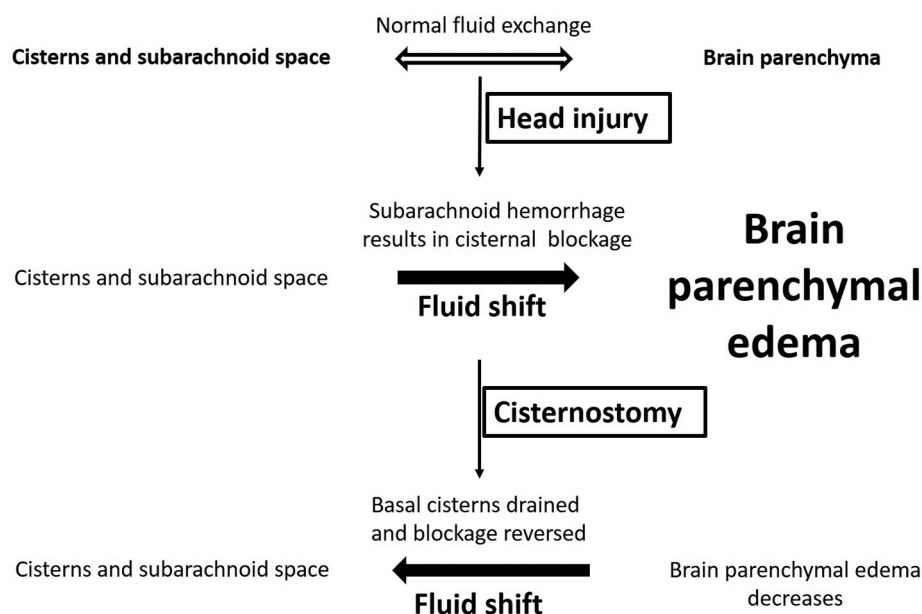 Normal fluid exchange
Cisterns and subarachnoid space
Brain parenchyma
Head injury
Subarachnoid hemorrhage
results in cisternal blockage
Cisterns and subarachnoid space
Fluid shift
Brain
parenchymal
edema
Cisternostomy
Basal cisterns drained
and blockage reversed
Cisterns and subarachnoid space
Fluid shift
Brain parenchymal edema
decreases